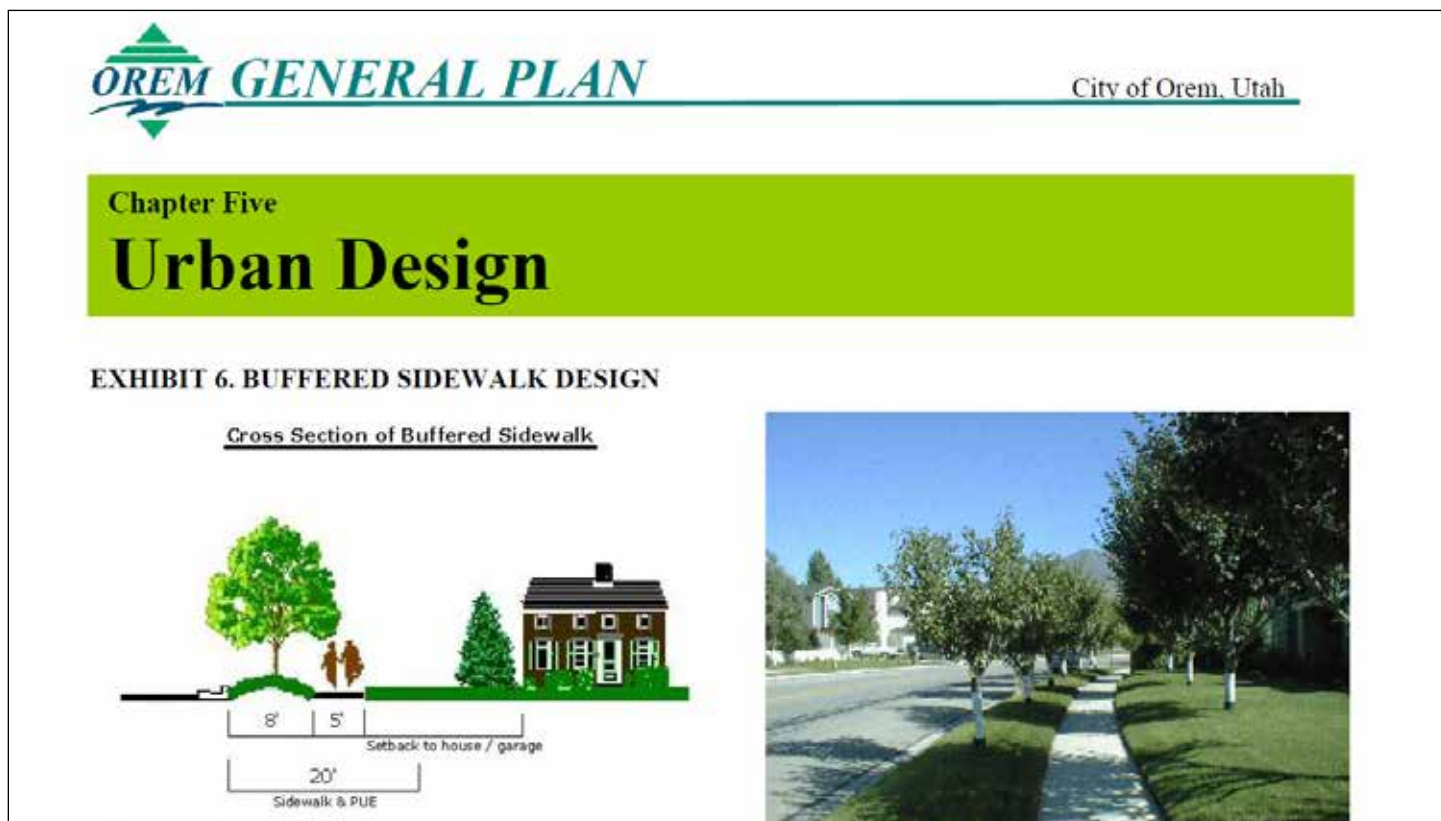 OREM GENERAL PLAN
City of Orem, Utah
Chapter Five
Urban Design
EXHIBIT 6. BUFFERED SIDEWALK DESIGN
Cross Section of Buffered Sidewalk
8' 5'
Setback to house / garage
20'
Sidewalk & PUE